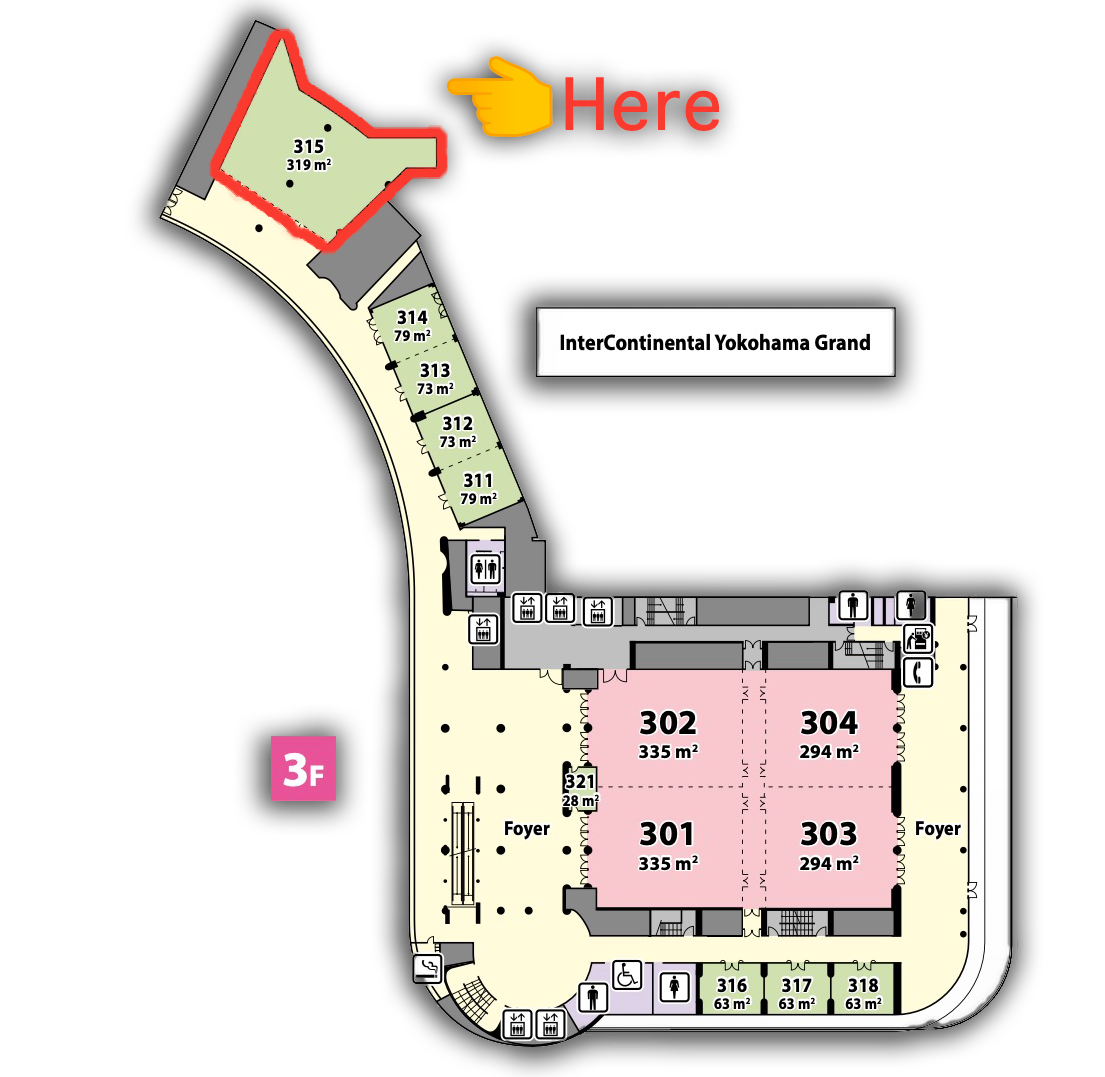 Here
315
319 m²
314
79 m²
InterContinental Yokohama Grand
313
73 m²
312
73 m²
311
79 m²
302
335 m²
304
294 m²
3F
321
28 m²
Foyer
301
335 m²
303
294 m²
Foyer
316
63 m²
317
63 m²
318
63 m²